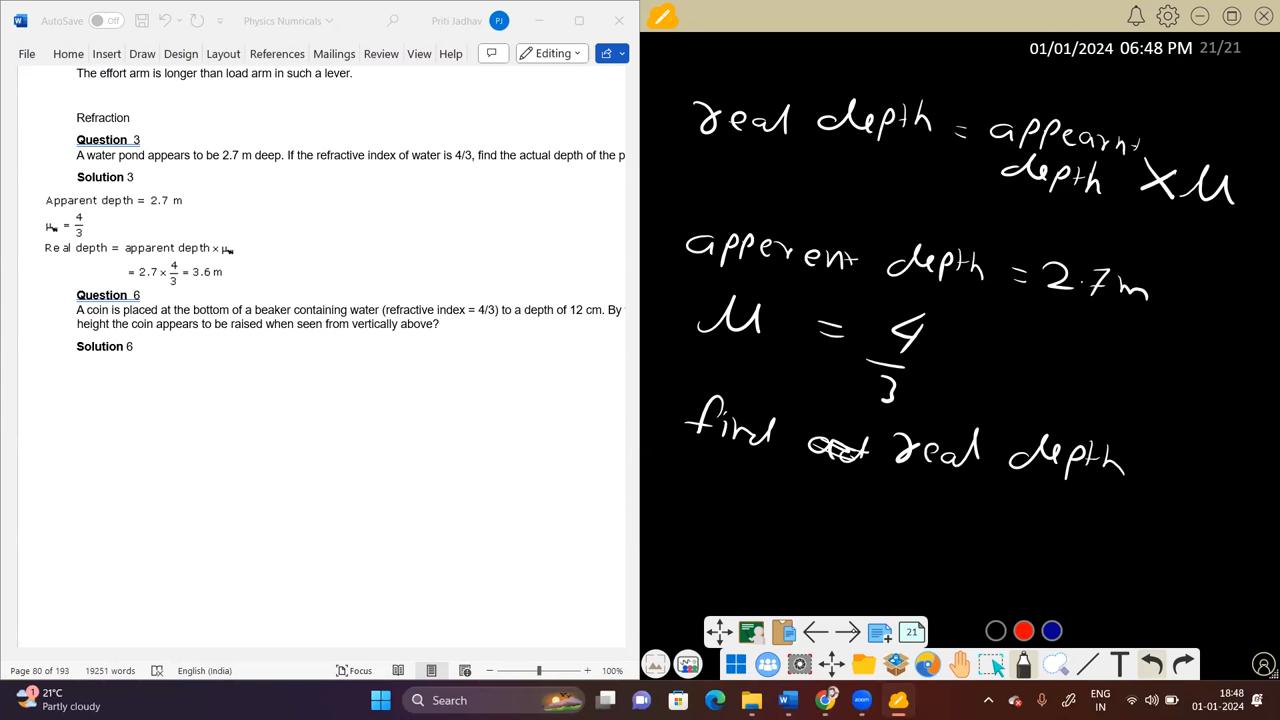 AutoSave Off Physics Numricals Priti Jadhav PJ
File Home Insert Draw Design Layout References Mailings Review View Help Editing
The effort arm is longer than load arm in such a lever.
Refraction
Question 3
A water pond appears to be 2.7 m deep. If the refractive index of water is 4/3, find the actual depth of the p
Solution 3
Apparent depth = 2.7 m
μw = 4/3
Real depth = apparent depth × μw
= 2.7 × 4/3 = 3.6 m
Question 6
A coin is placed at the bottom of a beaker containing water (refractive index = 4/3) to a depth of 12 cm. By
height the coin appears to be raised when seen from vertically above?
Solution 6
Page 62 of 193 19251 words English (India) Focus 100%
01/01/2024 06:48 PM 21/21
real depth = appearnt
depth × μ
apperent depth = 2.7m
μ = 4
3
find real depth
21
1
21°C
Partly cloudy
Search
ENG
IN
18:48
01-01-2024